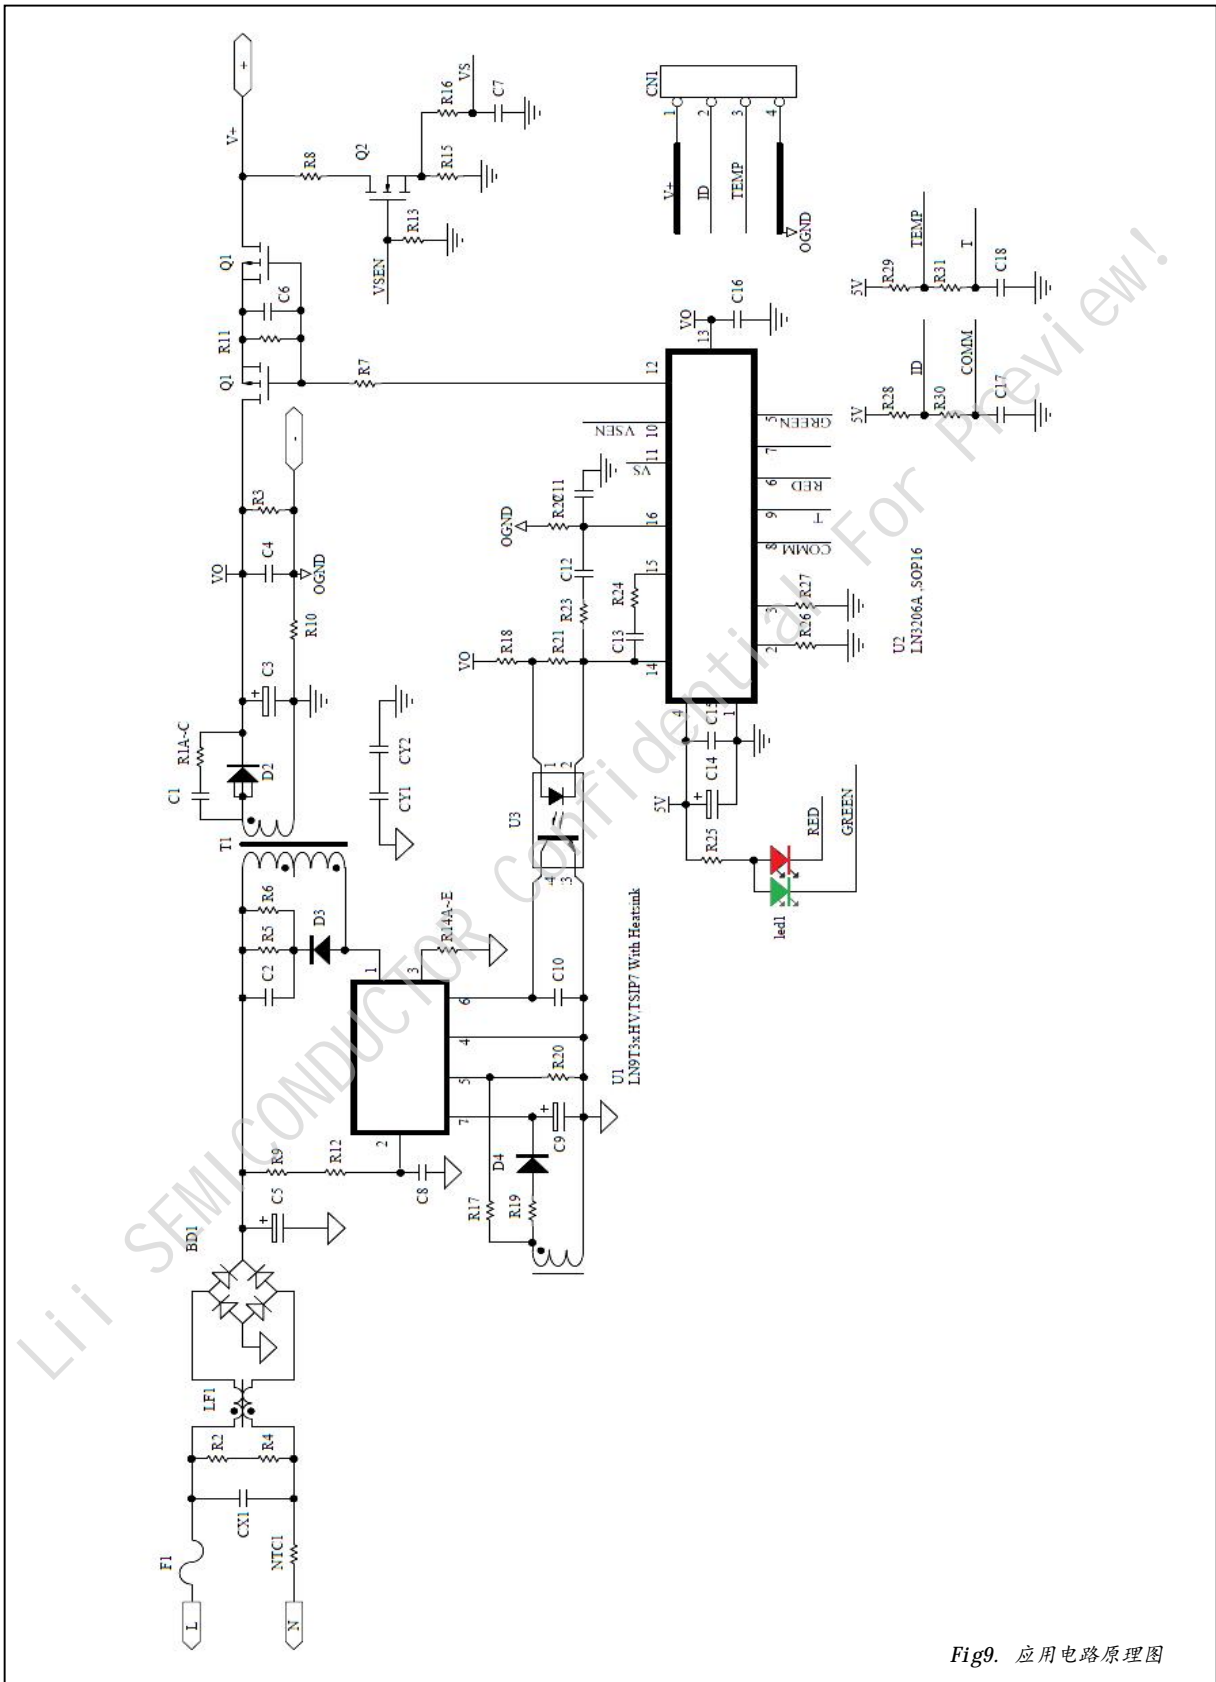 +
V+
R8
Q2
R16
VS
C7
R15
R13
VSEN
Q1
C6
R11
Q1
R7
-
R3
VO
C4
OGND
R10
C3
+
R1A~C
C1
D2
T1
CY1
CY2
R6
R5
C2
D3
R14A~E
1
3
6
4
5
7
2
R9
R12
C8
C5
+
BD1
LF1
R2
R4
CX1
F1
NTC1
L
N
R17
R19
D4
C9
+
R20
C10
U1
LN9T3xHV,TSIP7 With Heatsink
U3
1
2
4
3
VO
R18
R21
R23
C12
C13
R24
OGND
C11
CN1
1
2
3
4
V+
ID
TEMP
OGND
VO
13
C16
12
10
VSEN
11
VS
16
15
14
5
GREEN
7
6
RED
9
T
8
COMM
3
R27
2
R26
U2
LN3206A ,SOP16
4
1
C15
C14
+
5V
R25
RED
GREEN
led1
5V
R29
TEMP
R31
T
C18
5V
R28
ID
R30
COMM
C17
Lii SEMICONDUCTOR Confidential For Preview!
Fig9. 应用电路原理图